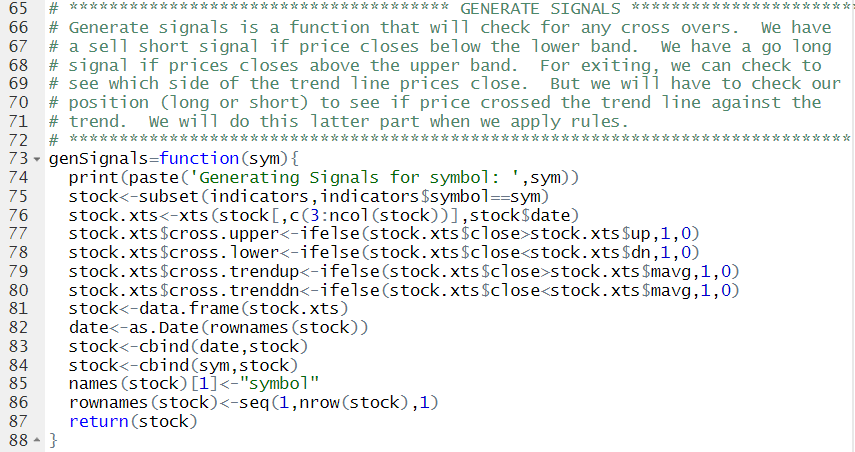 65 # ************************************** GENERATE SIGNALS **********************
66 # Generate signals is a function that will check for any cross overs.  We have
67 # a sell short signal if price closes below the lower band.  We have a go long
68 # signal if prices closes above the upper band.  For exiting, we can check to
69 # see which side of the trend line prices close.  But we will have to check our
70 # position (long or short) to see if price crossed the trend line against the
71 # trend.  We will do this latter part when we apply rules.
72 # ******************************************************************************
73 genSignals=function(sym){
74   print(paste('Generating Signals for symbol: ',sym))
75   stock<-subset(indicators,indicators$symbol==sym)
76   stock.xts<-xts(stock[,c(3:ncol(stock))],stock$date)
77   stock.xts$cross.upper<-ifelse(stock.xts$close>stock.xts$up,1,0)
78   stock.xts$cross.lower<-ifelse(stock.xts$close<stock.xts$dn,1,0)
79   stock.xts$cross.trendup<-ifelse(stock.xts$close>stock.xts$mavg,1,0)
80   stock.xts$cross.trenddn<-ifelse(stock.xts$close<stock.xts$mavg,1,0)
81   stock<-data.frame(stock.xts)
82   date<-as.Date(rownames(stock))
83   stock<-cbind(date,stock)
84   stock<-cbind(sym,stock)
85   names(stock)[1]<-"symbol"
86   rownames(stock)<-seq(1,nrow(stock),1)
87   return(stock)
88 }